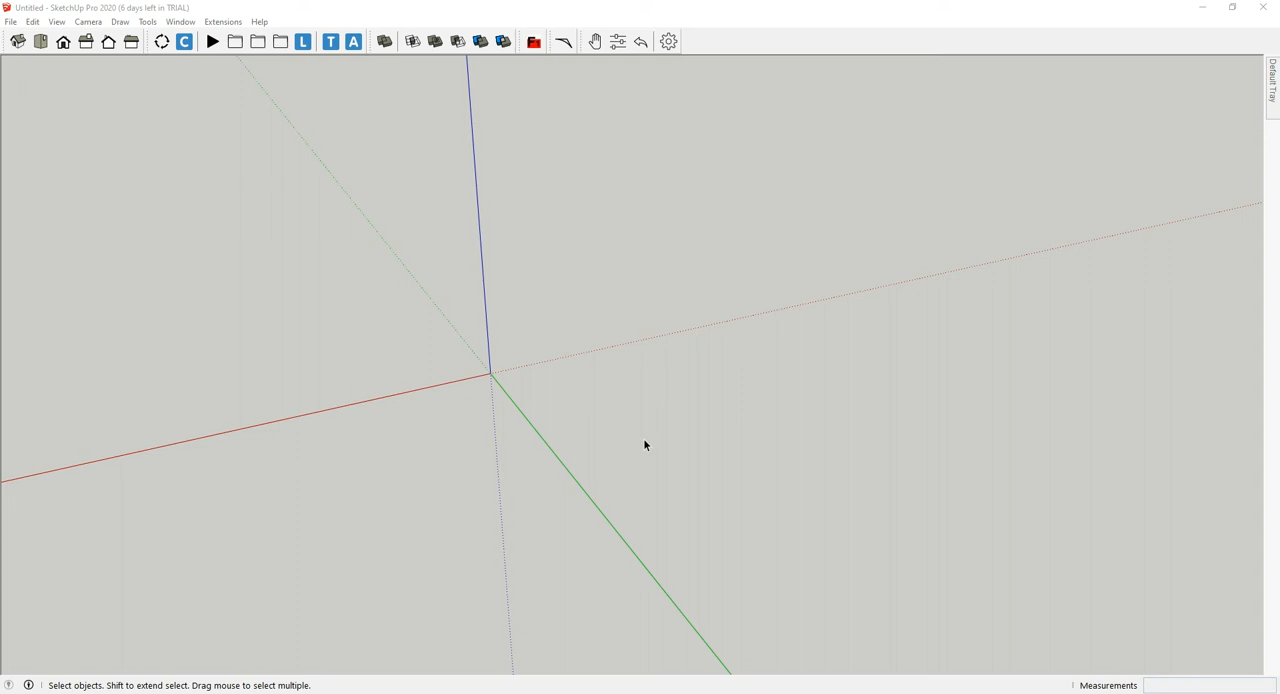 Untitled - SketchUp Pro 2020 (6 days left in TRIAL)
File Edit View Camera Draw Tools Window Extensions Help
C L T A
Default Tray
Select objects. Shift to extend select. Drag mouse to select multiple.
Measurements